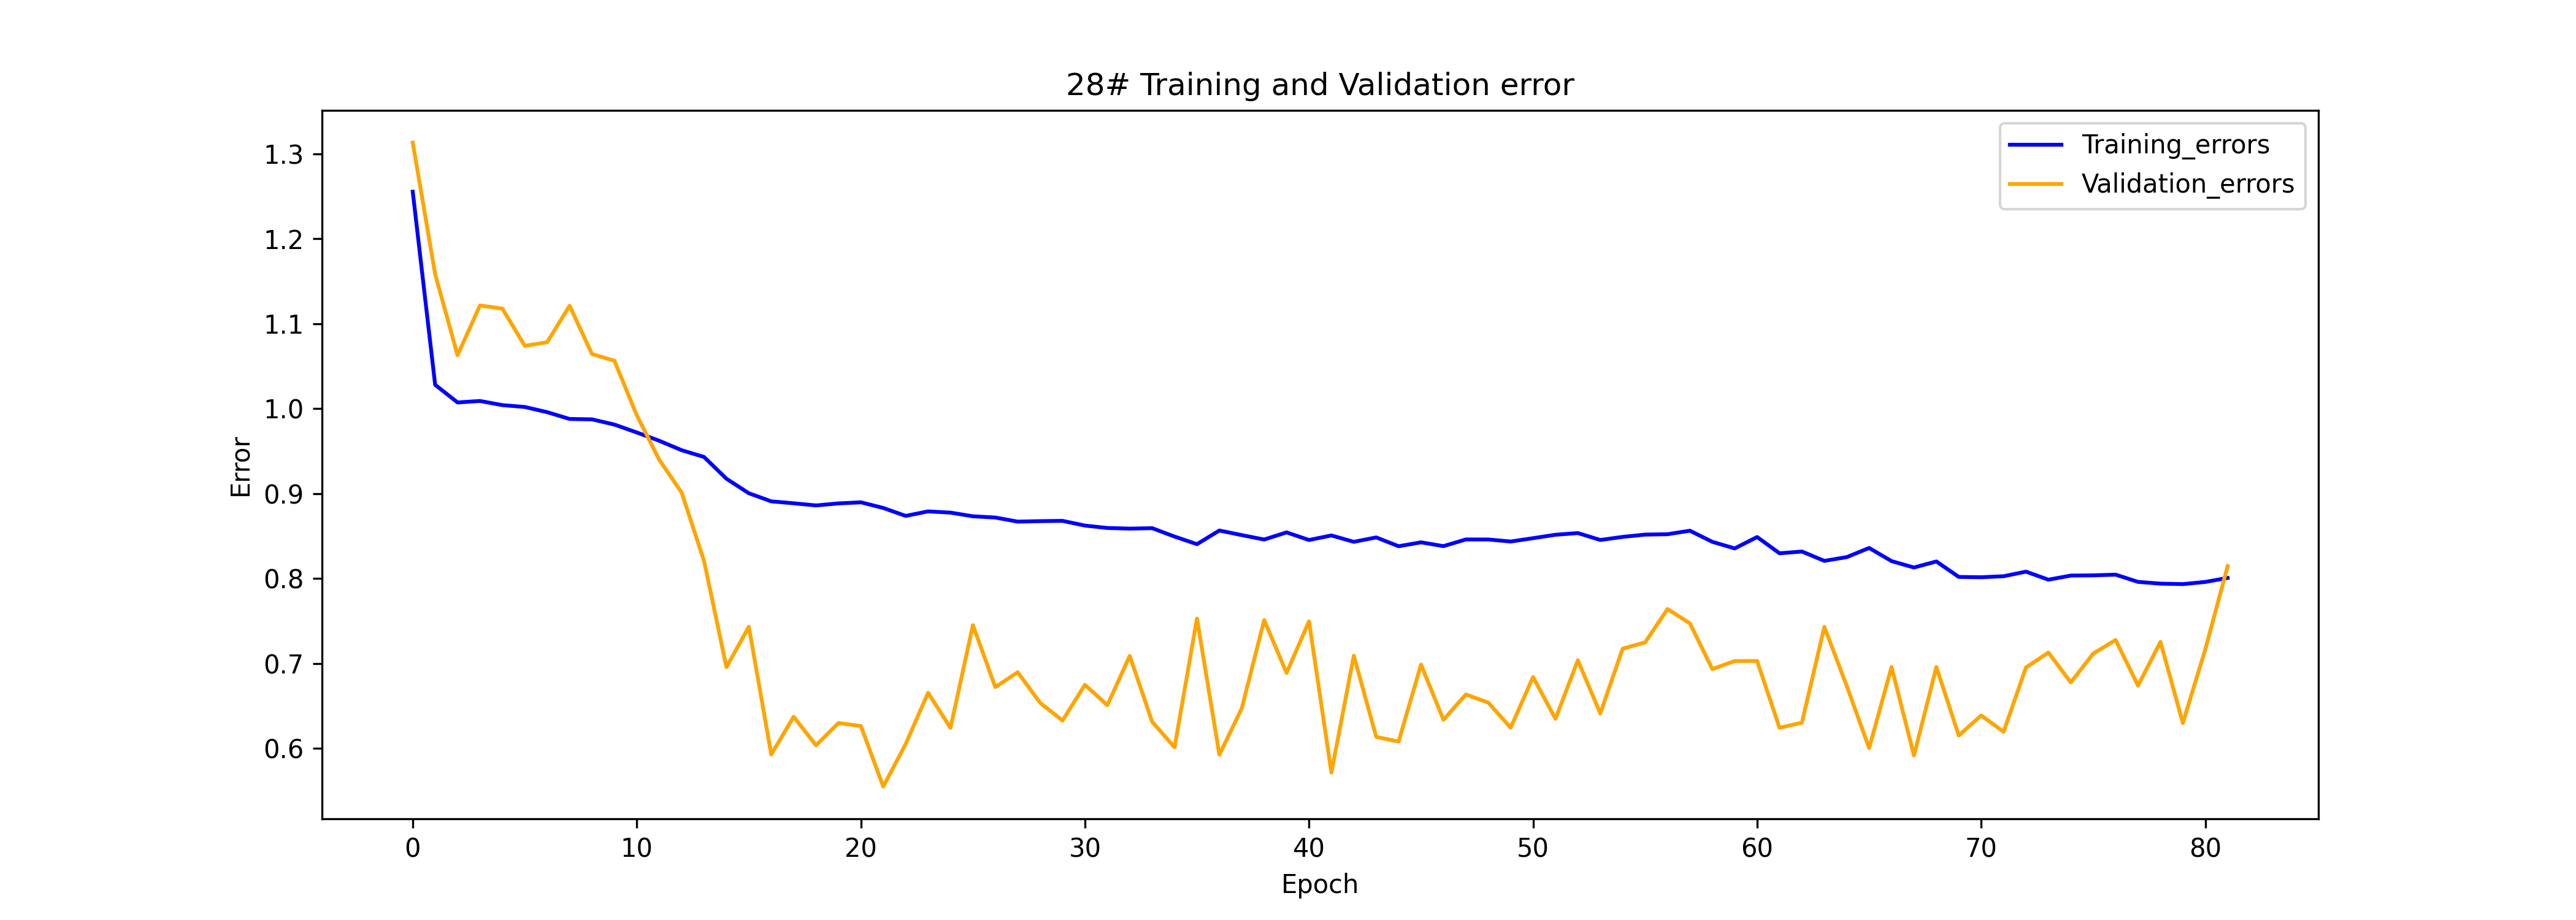 28# Training and Validation error
Training_errors
Validation_errors
1.3
1.2
1.1
1.0
0.9
0.8
0.7
0.6
Error
0 10 20 30 40 50 60 70 80
Epoch